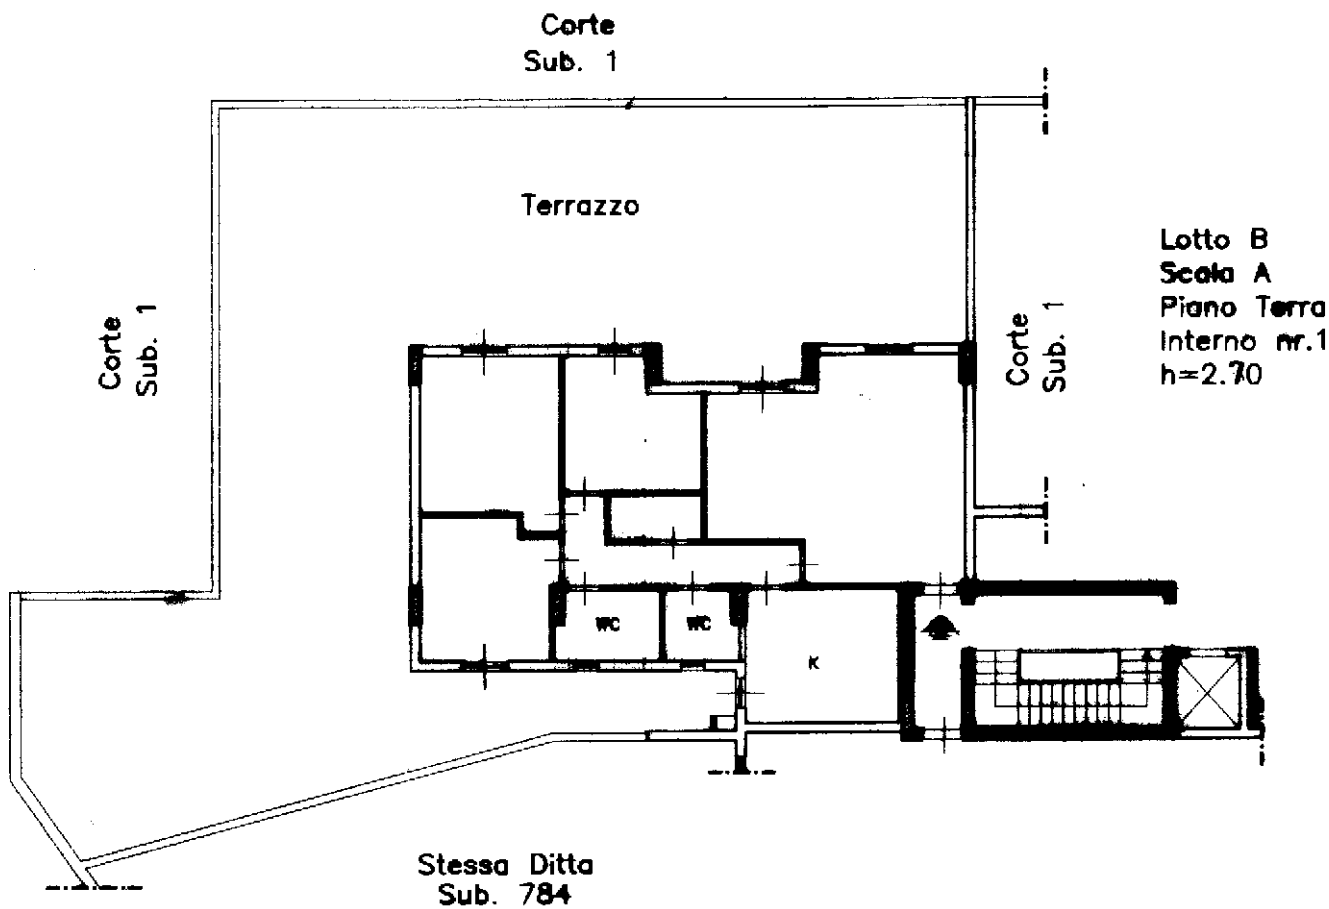 Corte
Sub. 1
Terrazzo
Lotto B
Scala A
Piano Terra
Interno nr.1
h=2.70
Corte
Sub. 1
Corte
Sub. 1
WC
WC
K
Stessa Ditta
Sub. 784